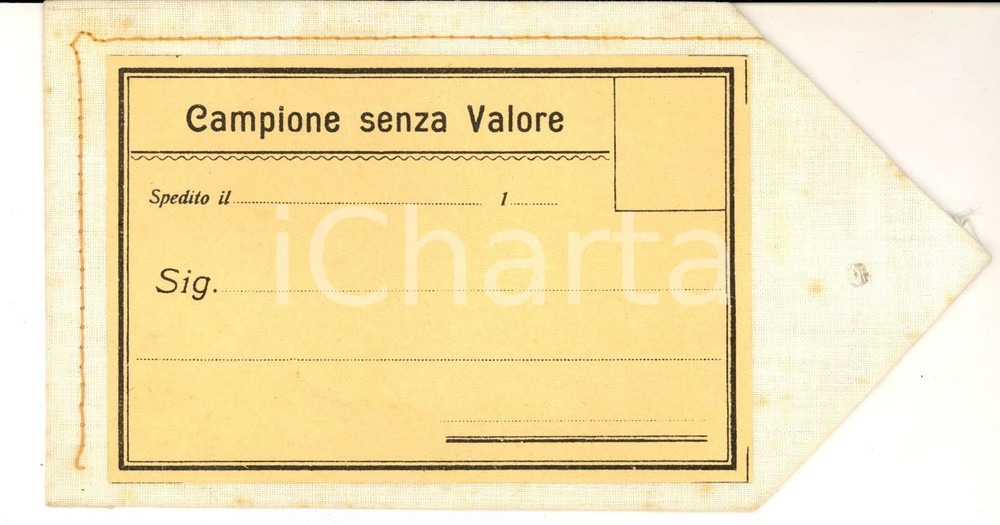 Campione senza Valore
Spedito il 1
Sig.
iCharta